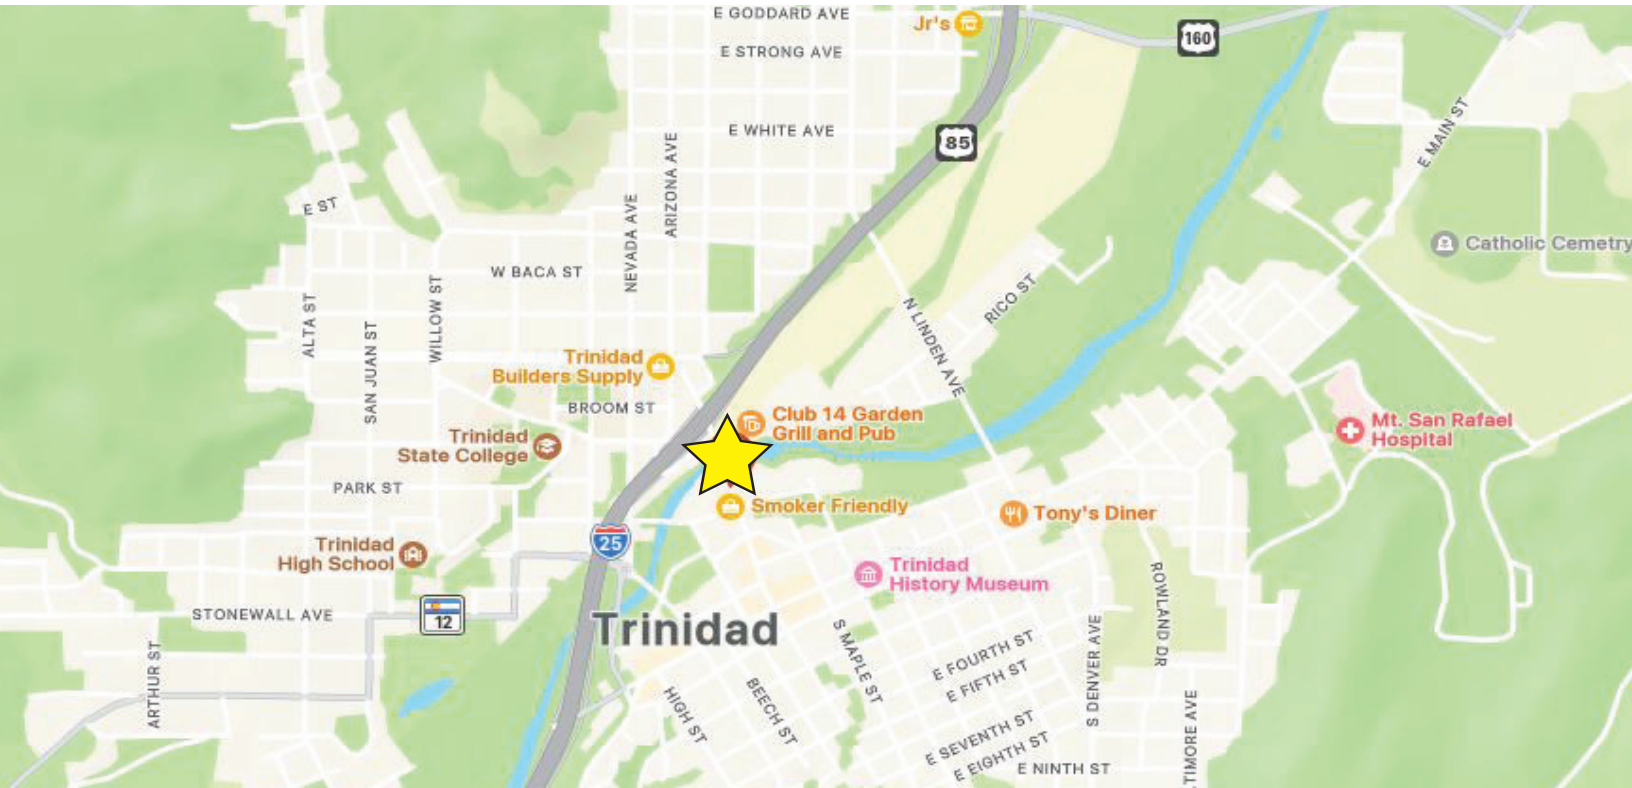 E GODDARD AVE
Jr's
160
E STRONG AVE
E WHITE AVE
85
E MAIN ST
ARIZONA AVE
NEVADA AVE
E ST
Catholic Cemetry
W BACA ST
RICO ST
N LINDEN AVE
ALTA ST
SAN JUAN ST
WILLOW ST
Trinidad
Builders Supply
BROOM ST
Club 14 Garden
Grill and Pub
Mt. San Rafael
Hospital
Trinidad
State College
PARK ST
Smoker Friendly
Tony's Diner
25
Trinidad
High School
Trinidad
History Museum
ROWLAND DR
STONEWALL AVE
12
Trinidad
S MAPLE ST
E FOURTH ST
E FIFTH ST
S DENVER AVE
ARTHUR ST
HIGH ST
BEECH ST
E SEVENTH ST
E EIGHTH ST
E NINTH ST
TIMORE AVE